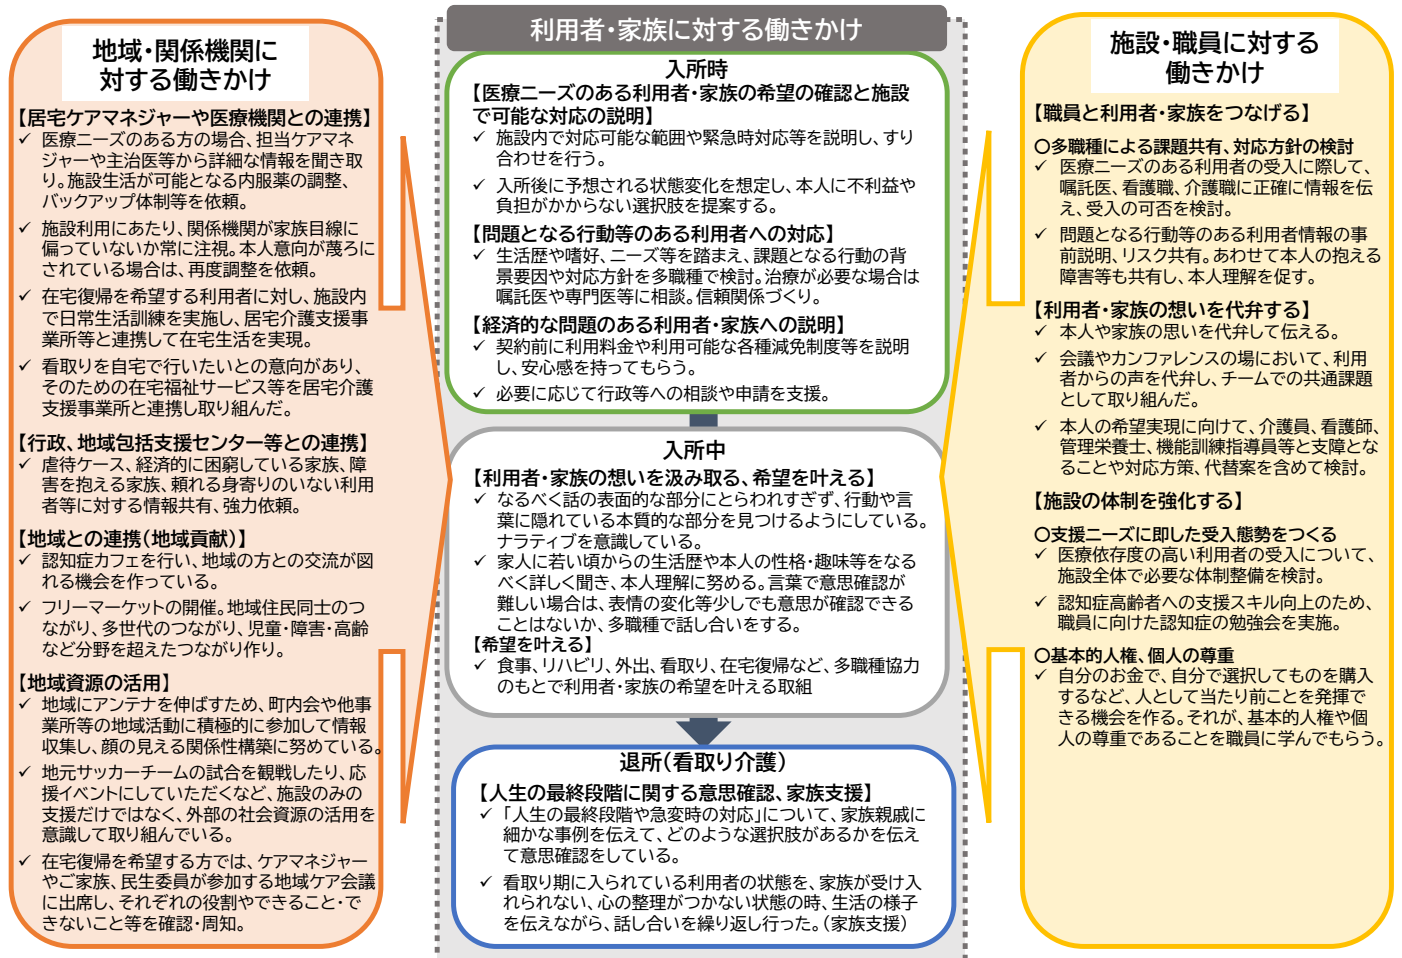 地域・関係機関に
対する働きかけ
【居宅ケアマネジャーや医療機関との連携】
✓ 医療ニーズのある方の場合、担当ケアマネ
ジャーや主治医等から詳細な情報を聞き取
り。施設生活が可能となる内服薬の調整、
バックアップ体制等を依頼。
✓ 施設利用にあたり、関係機関が家族目線に
偏っていないか常に注視。本人意向が蔑ろに
されている場合は、再度調整を依頼。
✓ 在宅復帰を希望する利用者に対し、施設内
で日常生活訓練を実施し、居宅介護支援事
業所等と連携して在宅生活を実現。
✓ 看取りを自宅で行いたいとの意向があり、
そのための在宅福祉サービス等を居宅介護
支援事業所と連携し取り組んだ。
【行政、地域包括支援センター等との連携】
✓ 虐待ケース、経済的に困窮している家族、障
害を抱える家族、頼れる身寄りのいない利用
者等に対する情報共有、強力依頼。
【地域との連携(地域貢献)】
✓ 認知症カフェを行い、地域の方との交流が図
れる機会を作っている。
✓ フリーマーケットの開催。地域住民同士のつ
ながり、多世代のつながり、児童・障害・高齢
など分野を超えたつながり作り。
【地域資源の活用】
✓ 地域にアンテナを伸ばすため、町内会や他事
業所等の地域活動に積極的に参加して情報
収集し、顔の見える関係性構築に努めている。
✓ 地元サッカーチームの試合を観戦したり、応
援イベントにしていただくなど、施設のみの
支援だけではなく、外部の社会資源の活用を
意識して取り組んでいる。
✓ 在宅復帰を希望する方では、ケアマネジャー
やご家族、民生委員が参加する地域ケア会議
に出席し、それぞれの役割やできること・で
きないこと等を確認・周知。
利用者・家族に対する働きかけ
入所時
【医療ニーズのある利用者・家族の希望の確認と施設
で可能な対応の説明】
✓ 施設内で対応可能な範囲や緊急時対応等を説明し、すり
合わせを行う。
✓ 入所後に予想される状態変化を想定し、本人に不利益や
負担がかからない選択肢を提案する。
【問題となる行動等のある利用者への対応】
✓ 生活歴や嗜好、ニーズ等を踏まえ、課題となる行動の背
景要因や対応方針を多職種で検討。治療が必要な場合は
嘱託医や専門医等に相談。信頼関係づくり。
【経済的な問題のある利用者・家族への説明】
✓ 契約前に利用料金や利用可能な各種減免制度等を説明
し、安心感を持ってもらう。
✓ 必要に応じて行政等への相談や申請を支援。
入所中
【利用者・家族の想いを汲み取る、希望を叶える】
✓ なるべく話の表面的な部分にとらわれすぎず、行動や言
葉に隠れている本質的な部分を見つけるようにしている。
ナラティブを意識している。
✓ 家人に若い頃からの生活歴や本人の性格・趣味等をなる
べく詳しく聞き、本人理解に努める。言葉で意思確認が
難しい場合は、表情の変化等少しでも意思が確認できる
ことはないか、多職種で話し合いをする。
【希望を叶える】
✓ 食事、リハビリ、外出、看取り、在宅復帰など、多職種協力
のもとで利用者・家族の希望を叶える取組
退所(看取り介護)
【人生の最終段階に関する意思確認、家族支援】
✓ 「人生の最終段階や急変時の対応」について、家族親戚に
細かな事例を伝えて、どのような選択肢があるかを伝え
て意思確認をしている。
✓ 看取り期に入られている利用者の状態を、家族が受け入
れられない、心の整理がつかない状態の時、生活の様子
を伝えながら、話し合いを繰り返し行った。(家族支援)
施設・職員に対する
働きかけ
【職員と利用者・家族をつなげる】
〇多職種による課題共有、対応方針の検討
✓ 医療ニーズのある利用者の受入に際して、
嘱託医、看護職、介護職に正確に情報を伝
え、受入の可否を検討。
✓ 問題となる行動等のある利用者情報の事
前説明、リスク共有。あわせて本人の抱える
障害等も共有し、本人理解を促す。
【利用者・家族の想いを代弁する】
✓ 本人や家族の思いを代弁して伝える。
✓ 会議やカンファレンスの場において、利用
者からの声を代弁し、チームでの共通課題
として取り組んだ。
✓ 本人の希望実現に向けて、介護員、看護師、
管理栄養士、機能訓練指導員等と支障とな
ることや対応方策、代替案を含めて検討。
【施設の体制を強化する】
〇支援ニーズに即した受入態勢をつくる
✓ 医療依存度の高い利用者の受入について、
施設全体で必要な体制整備を検討。
✓ 認知症高齢者への支援スキル向上のため、
職員に向けた認知症の勉強会を実施。
〇基本的人権、個人の尊重
✓ 自分のお金で、自分で選択してものを購入
するなど、人として当たり前ことを発揮で
きる機会を作る。それが、基本的人権や個
人の尊重であることを職員に学んでもらう。